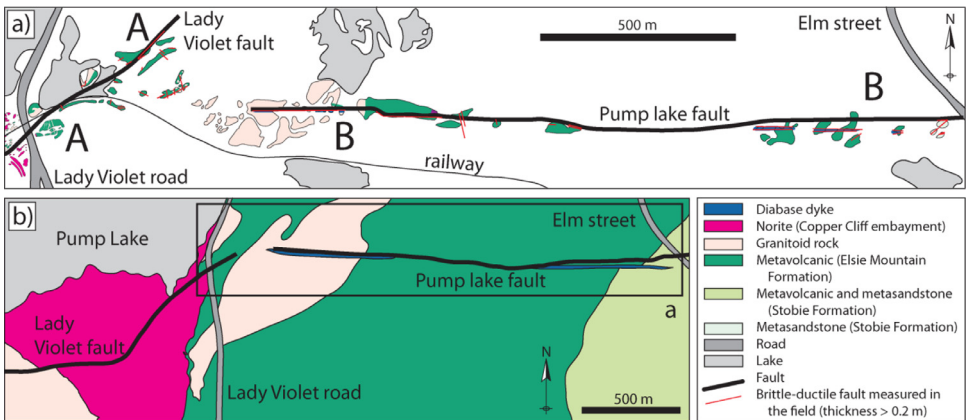 a)
A
Lady
Violet fault
500 m
Elm street
N
B
Pump lake fault
A
B
railway
Lady Violet road
b)
Pump Lake
Elm street
Pump lake fault
a
Lady
Violet fault
N
Lady Violet road
500 m
Diabase dyke
Norite (Copper Cliff embayment)
Granitoid rock
Metavolcanic (Elsie Mountain
Formation)
Metavolcanic and metasandstone
(Stobie Formation)
Metasandstone (Stobie Formation)
Road
Lake
Fault
Brittle-ductile fault measured in
the field (thickness > 0.2 m)